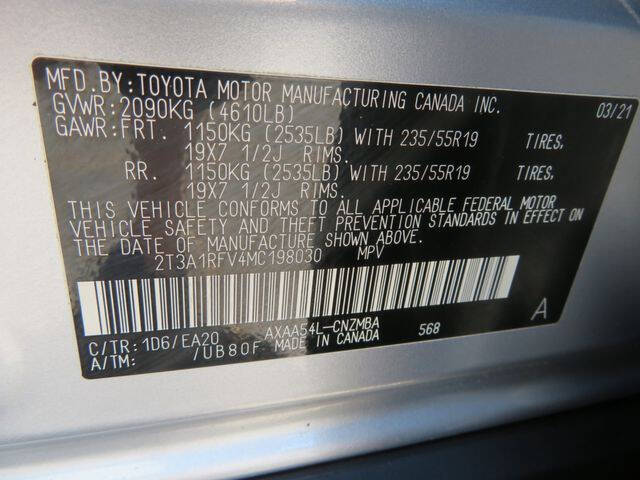 MFD.BY:TOYOTA MOTOR MANUFACTURING CANADA INC. 03/21
GVWR:2090KG (4610LB)
GAWR:FRT. 1150KG (2535LB) WITH 235/55R19 TIRES.
19X7 1/2J RIMS.
RR. 1150KG (2535LB) WITH 235/55R19 TIRES.
19X7 1/2J RIMS.
THIS VEHICLE CONFORMS TO ALL APPLICABLE FEDERAL MOTOR
VEHICLE SAFETY AND THEFT PREVENTION STANDARDS IN EFFECT ON
THE DATE OF MANUFACTURE SHOWN ABOVE.
2T3A1RFV4MC198030 MPV
A
C/TR:1D6/EA20 AXAA54L-CNZMBA 568
A/TM: /UB80F MADE IN CANADA